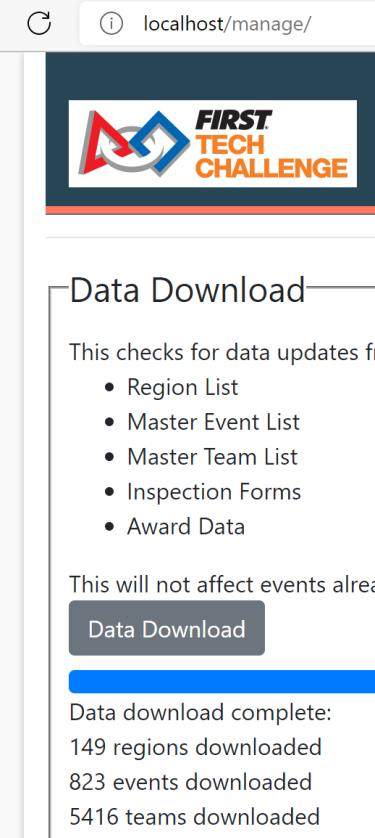 localhost/manage/
FIRST
TECH
CHALLENGE
Data Download
This checks for data updates
Region List
Master Event List
Master Team List
Inspection Forms
Award Data
This will not affect events
Data Download
Data download complete:
149 regions downloaded
823 events downloaded
5416 teams downloaded